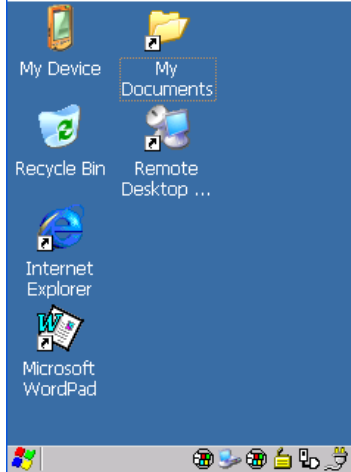 My Device
My
Documents
Recycle Bin
Remote
Desktop ...
Internet
Explorer
Microsoft
WordPad